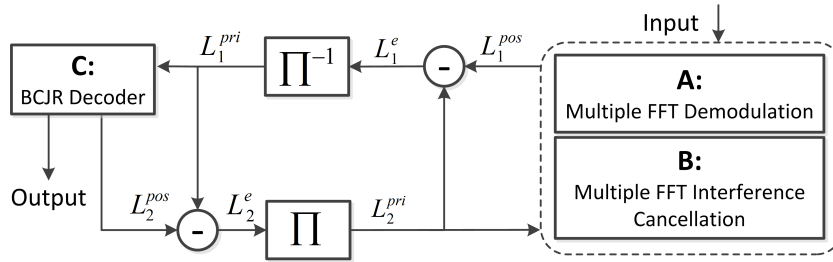 Input
C:
BCJR Decoder
L_1^{pri}
∏^{-1}
L_1^e
-
L_1^{pos}
A:
Multiple FFT Demodulation
B:
Multiple FFT Interference
Cancellation
Output
L_2^{pos}
-
L_2^e
∏
L_2^{pri}